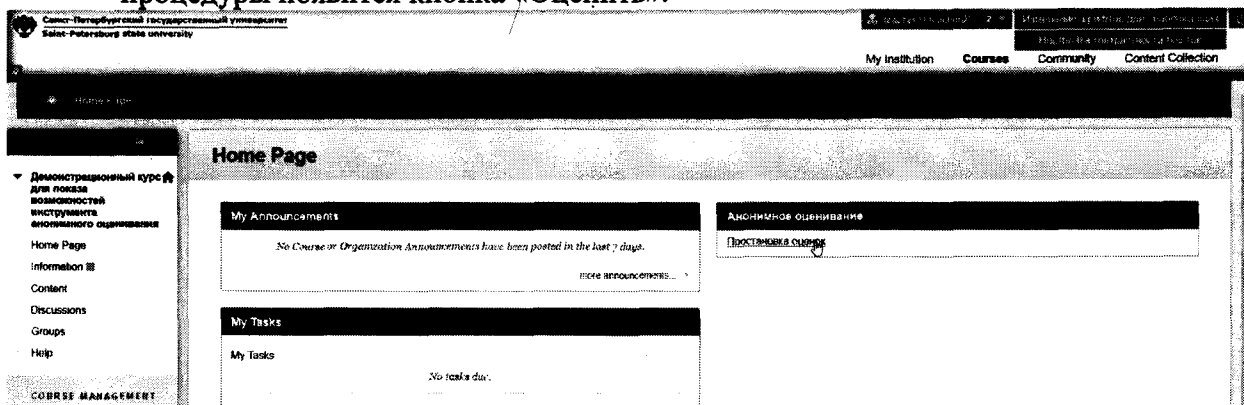 процедуры появится кнопка «Оценить».
Санкт-Петербургский государственный университет
Saint-Petersburg state university
My Institution
Courses
Community
Content Collection
Home Page
Home Page
Демонстрационный курс
для показа
возможностей
инструмента
анонимного оценивания
Home Page
Information
Content
Discussions
Groups
Help
COURSE MANAGEMENT
My Announcements
No Course or Organization Announcements have been posted in the last 7 days.
more announcements...
My Tasks
My Tasks
No tasks due.
Анонимное оценивание
Простановка оценок